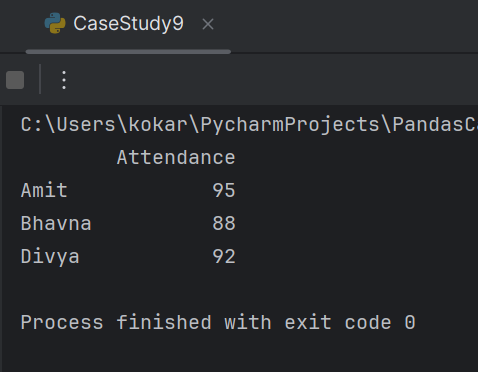 CaseStudy9
C:\Users\kokar\PycharmProjects\PandasCa
Attendance
Amit 95
Bhavna 88
Divya 92
Process finished with exit code 0